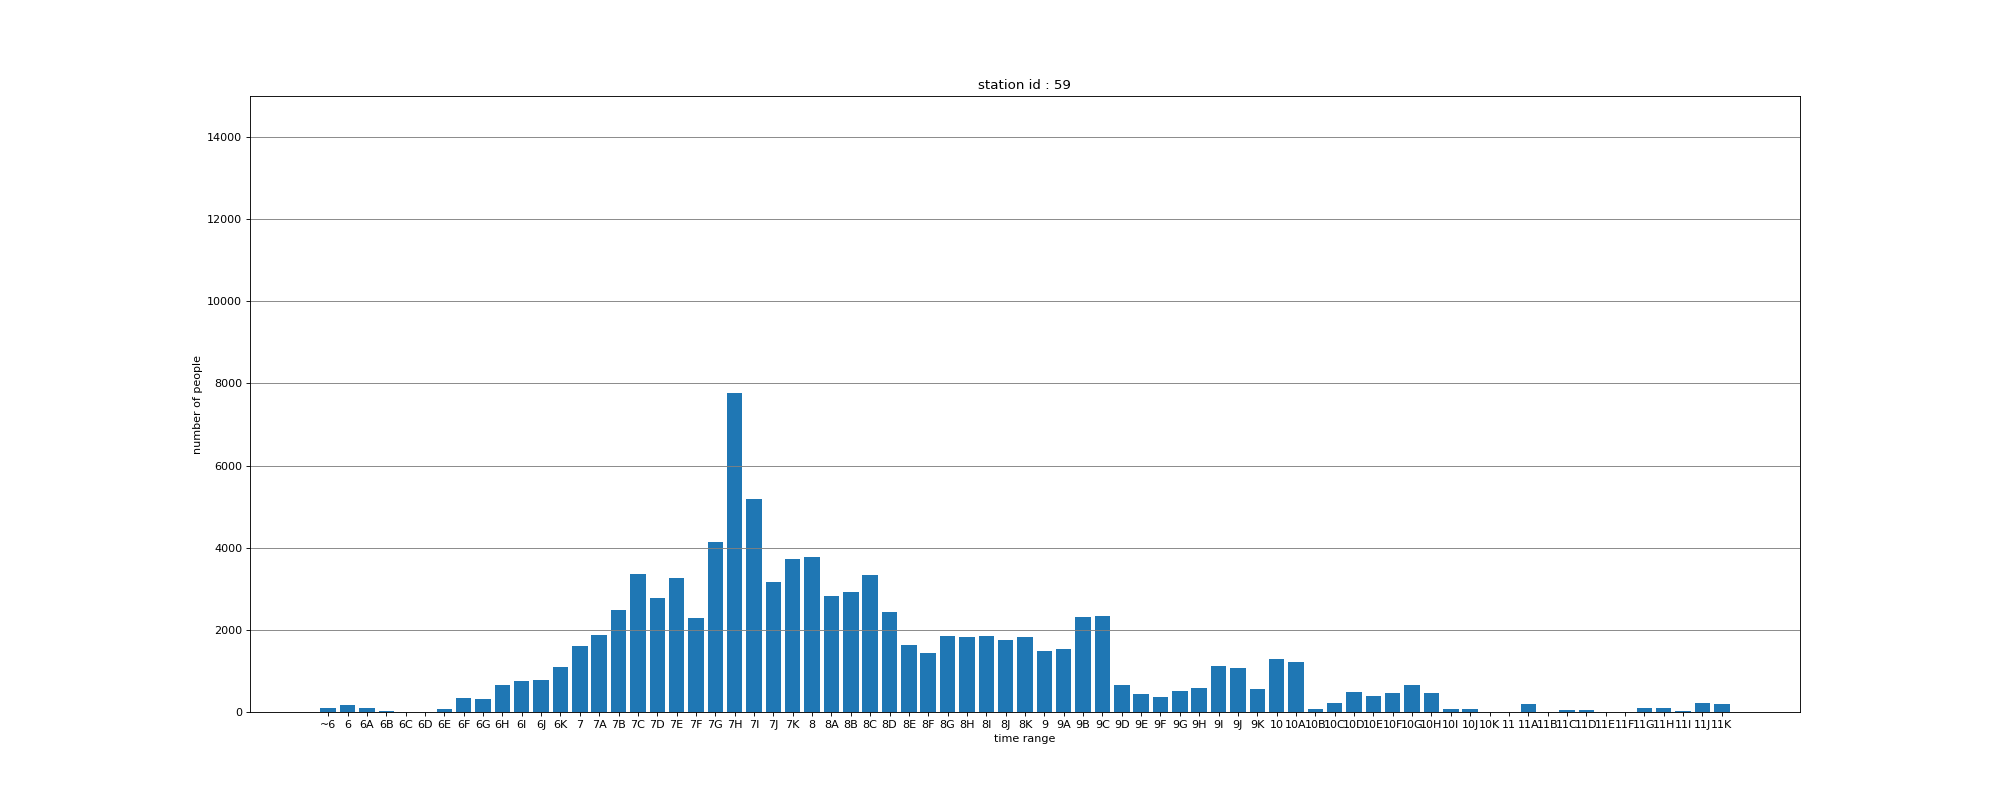 station id : 59
14000
12000
10000
8000
6000
4000
2000
0
number of people
~6 6 6A 6B 6C 6D 6E 6F 6G 6H 6I 6J 6K 7 7A 7B 7C 7D 7E 7F 7G 7H 7I 7J 7K 8 8A 8B 8C 8D 8E 8F 8G 8H 8I 8J 8K 9 9A 9B 9C 9D 9E 9F 9G 9H 9I 9J 9K 10 10A 10B 10C 10D 10E 10F 10G 10H 10I 10J 10K 11 11A 11B 11C 11D 11E 11F 11G 11H 11I 11J 11K
time range